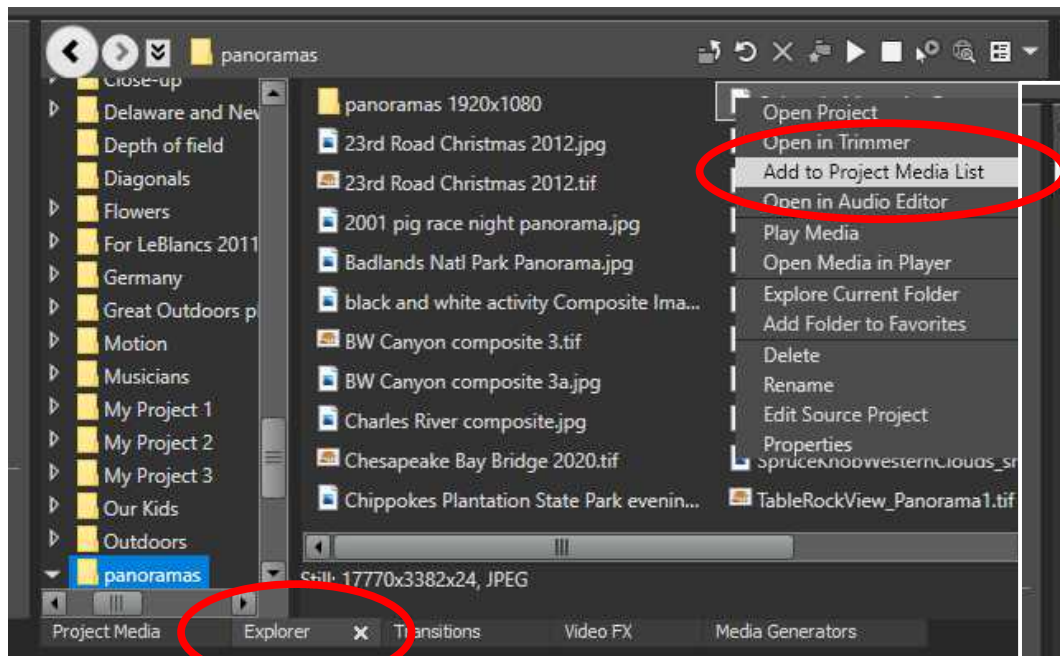 panoramas
Close-up
Delaware and Nev
Depth of field
Diagonals
Flowers
For LeBlancs 2011
Germany
Great Outdoors p
Motion
Musicians
My Project 1
My Project 2
My Project 3
Our Kids
Outdoors
panoramas
panoramas 1920x1080
23rd Road Christmas 2012.jpg
23rd Road Christmas 2012.tif
2001 pig race night panorama.jpg
Badlands Natl Park Panorama.jpg
black and white activity Composite Ima...
BW Canyon composite 3.tif
BW Canyon composite 3a.jpg
Charles River composite.jpg
Chesapeake Bay Bridge 2020.tif
Chippokes Plantation State Park evenin...
Open Project
Open in Trimmer
Add to Project Media List
Open in Audio Editor
Play Media
Open Media in Player
Explore Current Folder
Add Folder to Favorites
Delete
Rename
Edit Source Project
Properties
SpruceKnobWesternClouds_sr
TableRockView_Panorama1.tif
Still: 17770x3382x24, JPEG
Project Media Explorer Transitions Video FX Media Generators